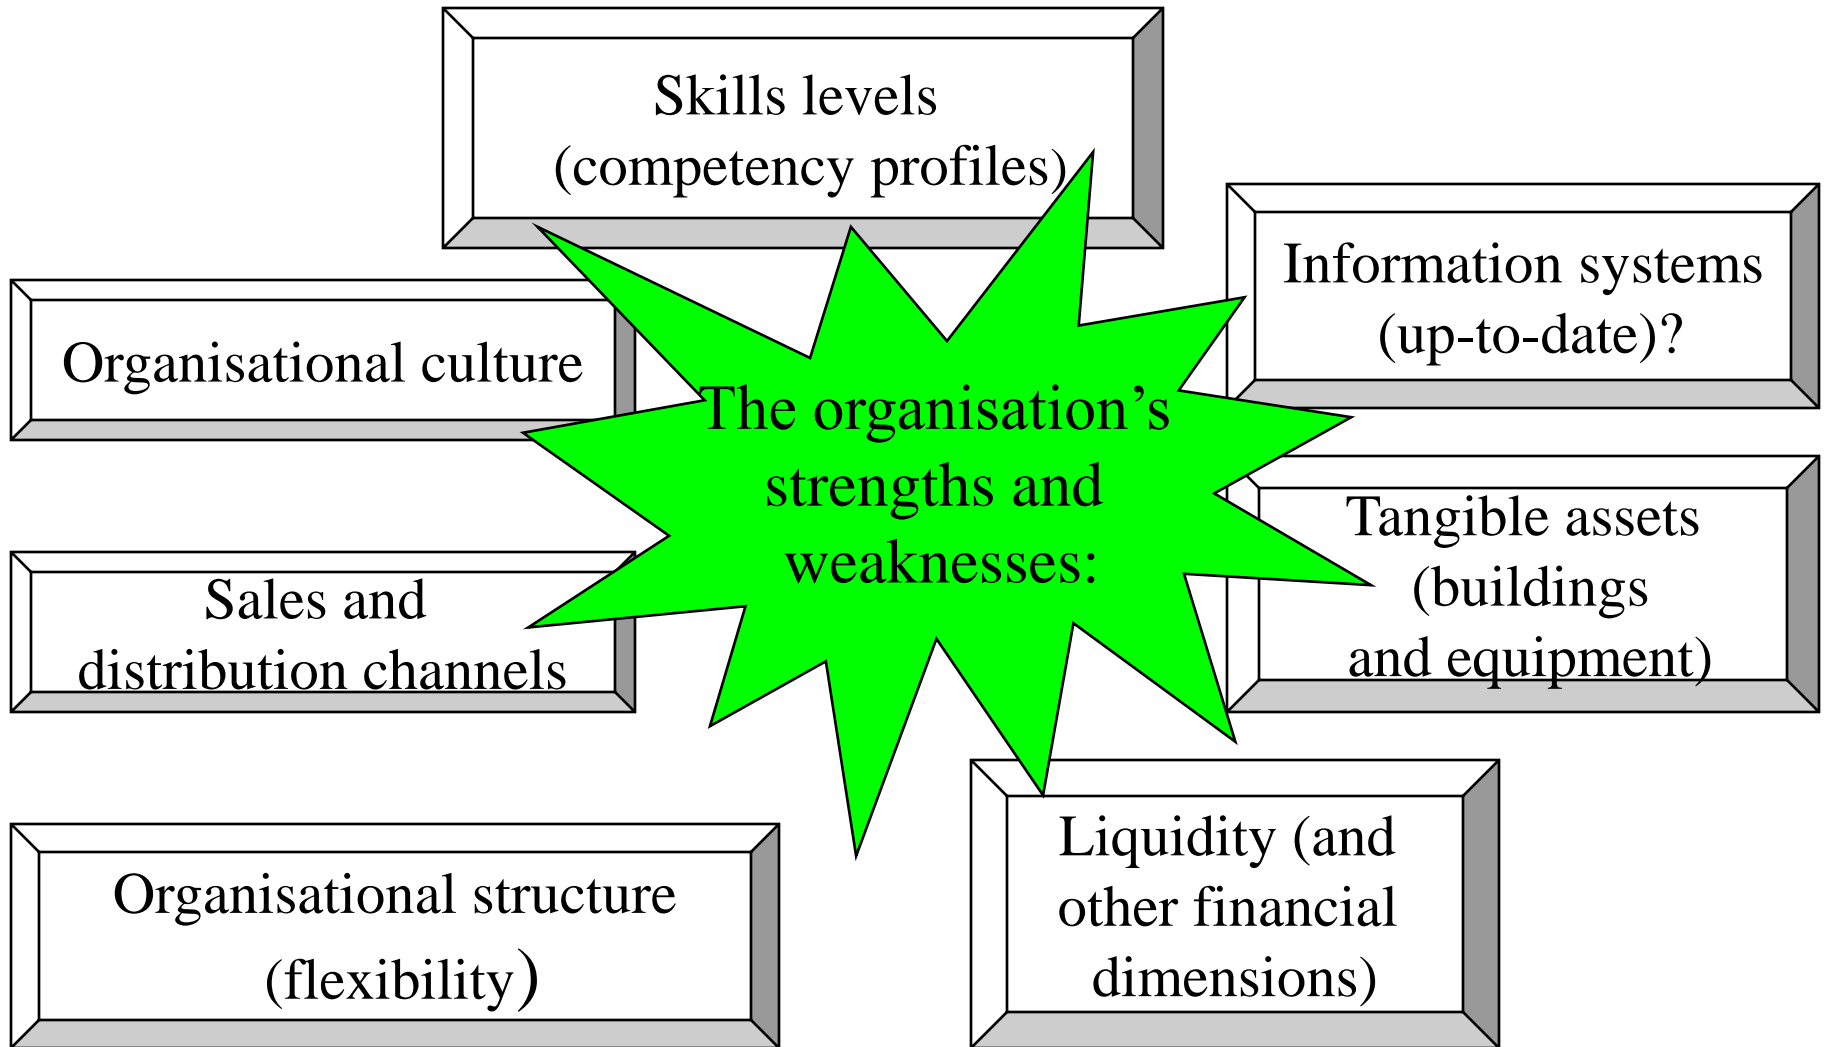 Skills levels
(competency profiles)
Information systems
(up-to-date)?
Organisational culture
The organisation’s
strengths and
weaknesses:
Tangible assets
(buildings
and equipment)
Sales and
distribution channels
Liquidity (and
other financial
dimensions)
Organisational structure
(flexibility)